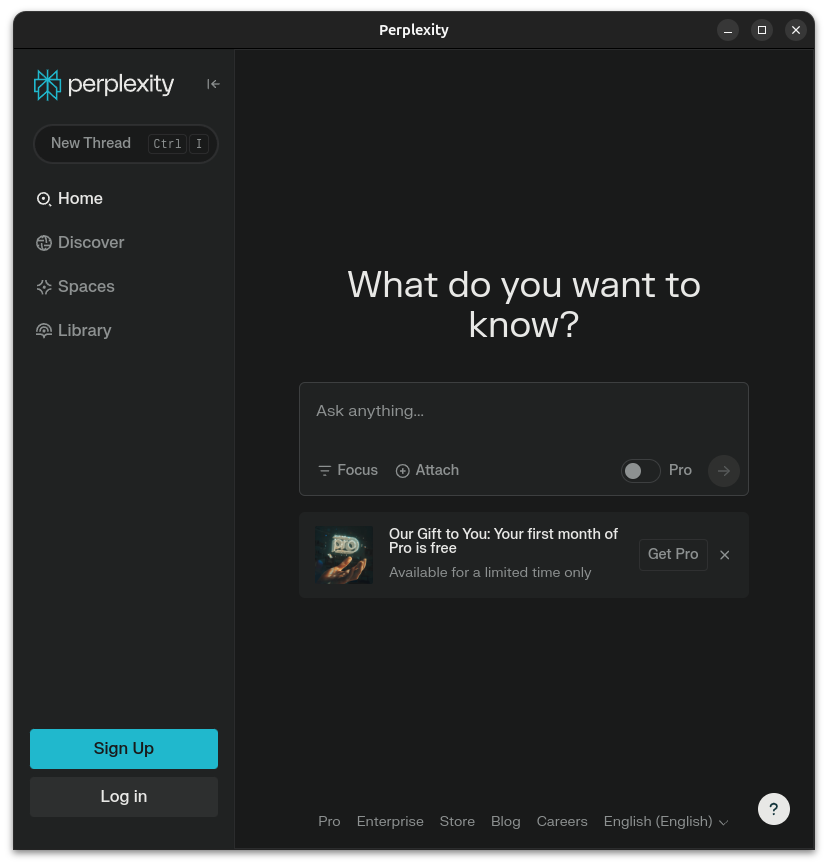 Perplexity
perplexity
New Thread Ctrl I
Home
Discover
Spaces
Library
What do you want to
know?
Ask anything...
Focus Attach Pro
PRO
Our Gift to You: Your first month of
Pro is free
Available for a limited time only
Get Pro
Sign Up
Log in
Pro Enterprise Store Blog Careers English (English)
?